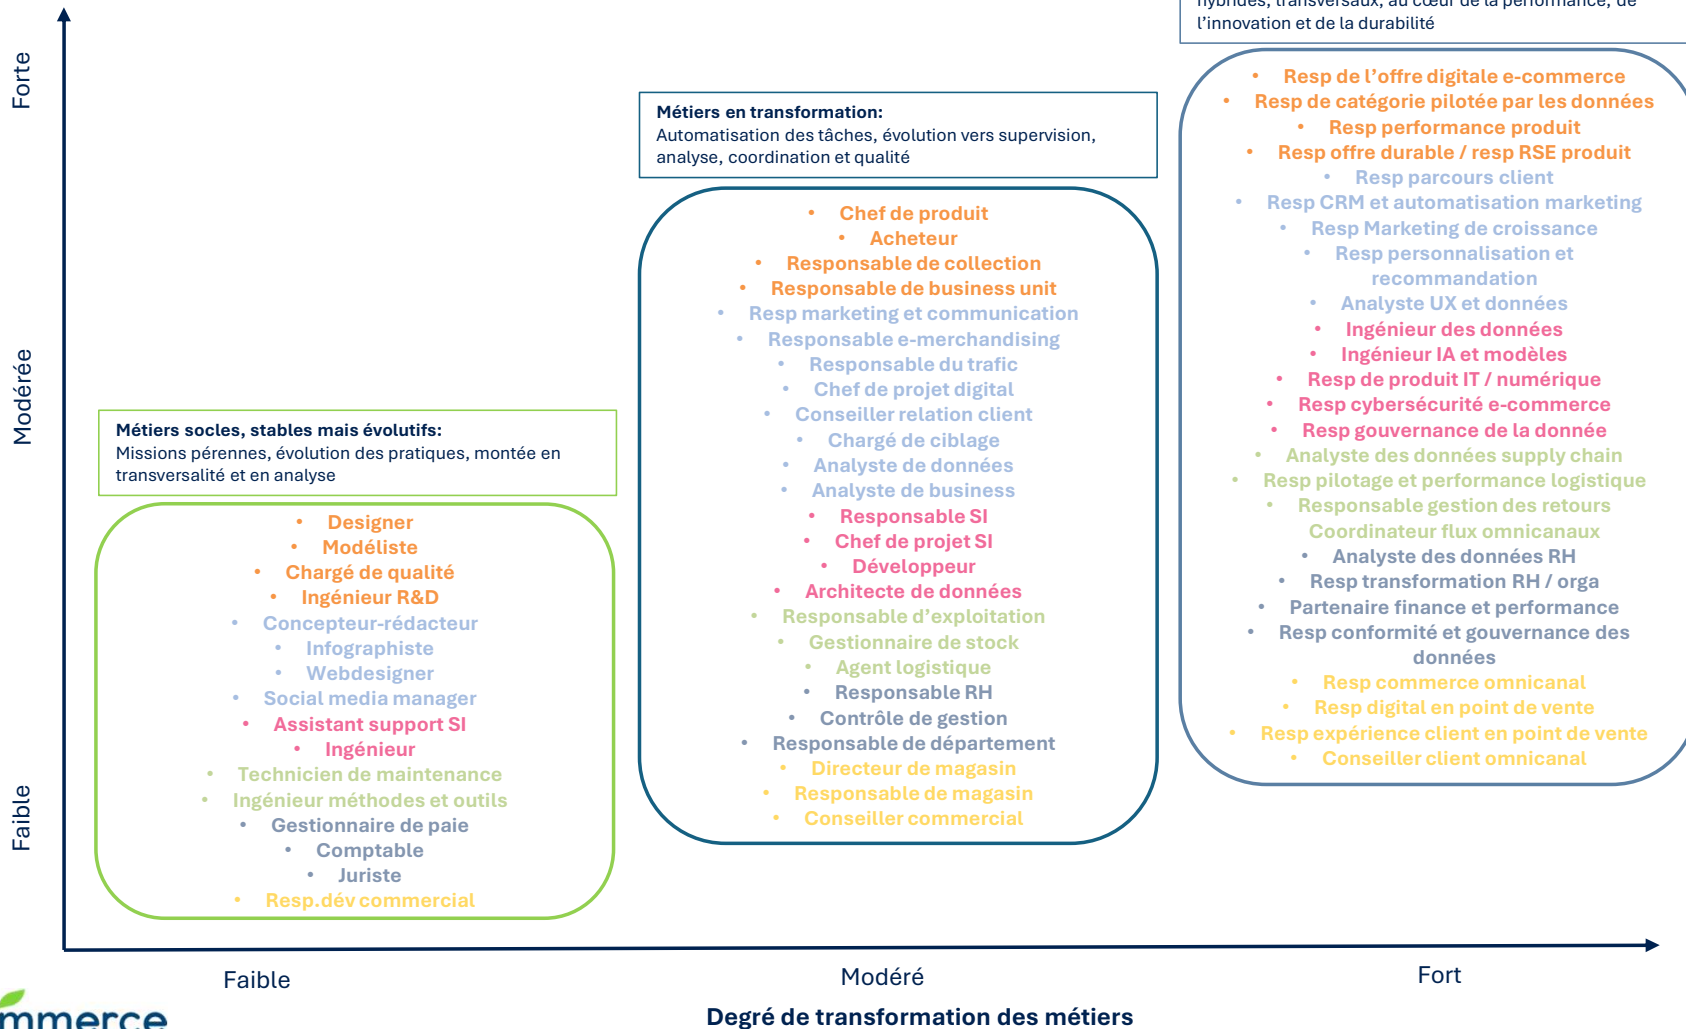 hybrides, transversaux, au cœur de la performance, de
l'innovation et de la durabilité
Forte
Modérée
Faible
Métiers socles, stables mais évolutifs:
Missions pérennes, évolution des pratiques, montée en
transversalité et en analyse
• Designer
• Modéliste
• Chargé de qualité
• Ingénieur R&D
• Concepteur-rédacteur
• Infographiste
• Webdesigner
• Social media manager
• Assistant support SI
• Ingénieur
• Technicien de maintenance
• Ingénieur méthodes et outils
• Gestionnaire de paie
• Comptable
• Juriste
• Resp.dév commercial
Métiers en transformation:
Automatisation des tâches, évolution vers supervision,
analyse, coordination et qualité
• Chef de produit
• Acheteur
• Responsable de collection
• Responsable de business unit
• Resp marketing et communication
• Responsable e-merchandising
• Responsable du trafic
• Chef de projet digital
• Conseiller relation client
• Chargé de ciblage
• Analyste de données
• Analyste de business
• Responsable SI
• Chef de projet SI
• Développeur
• Architecte de données
• Responsable d'exploitation
• Gestionnaire de stock
• Agent logistique
• Responsable RH
• Contrôle de gestion
• Responsable de département
• Directeur de magasin
• Responsable de magasin
• Conseiller commercial
• Resp de l'offre digitale e-commerce
• Resp de catégorie pilotée par les données
• Resp performance produit
• Resp offre durable / resp RSE produit
• Resp parcours client
• Resp CRM et automatisation marketing
• Resp Marketing de croissance
• Resp personnalisation et
recommandation
• Analyste UX et données
• Ingénieur des données
• Ingénieur IA et modèles
• Resp de produit IT / numérique
• Resp cybersécurité e-commerce
• Resp gouvernance de la donnée
• Analyste des données supply chain
• Resp pilotage et performance logistique
• Responsable gestion des retours
Coordinateur flux omnicanaux
• Analyste des données RH
• Resp transformation RH / orga
• Partenaire finance et performance
• Resp conformité et gouvernance des
données
• Resp commerce omnicanal
• Resp digital en point de vente
• Resp expérience client en point de vente
• Conseiller client omnicanal
Faible
Modéré
Fort
Degré de transformation des métiers
mmerce